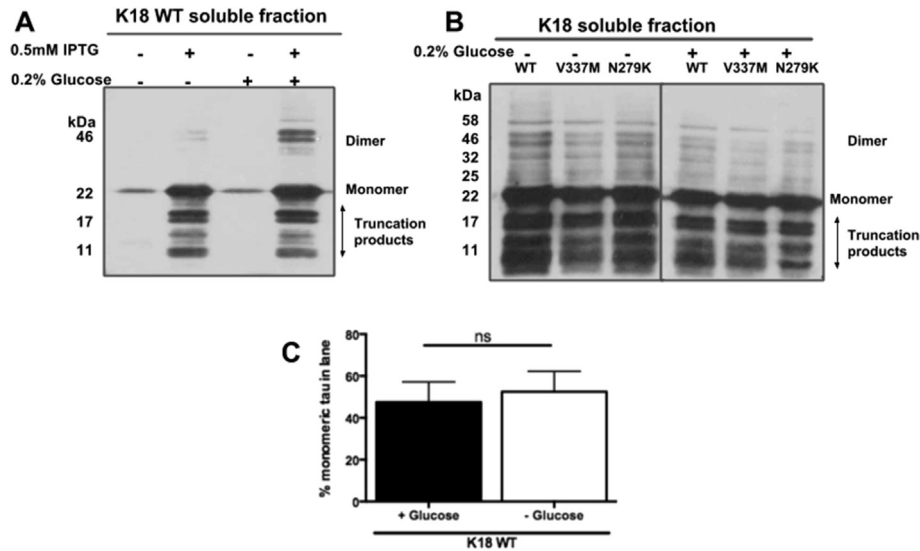 A
K18 WT soluble fraction
0.5mM IPTG - + - +
0.2% Glucose - - + +
kDa
46
22
17
11
Dimer
Monomer
Truncation
products
B
K18 soluble fraction
0.2% Glucose - - - + + +
WT V337M N279K WT V337M N279K
kDa
58
46
32
25
22
17
11
Dimer
Monomer
Truncation
products
C
ns
% monomeric tau in lane
80
60
40
20
0
+ Glucose - Glucose
K18 WT